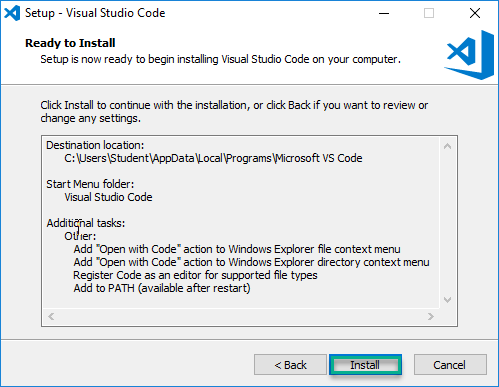 Setup - Visual Studio Code
Ready to Install
Setup is now ready to begin installing Visual Studio Code on your computer.
Click Install to continue with the installation, or click Back if you want to review or
change any settings.
Destination location:
C:\Users\Student\AppData\Local\Programs\Microsoft VS Code
Start Menu folder:
Visual Studio Code
Additional tasks:
Other:
Add "Open with Code" action to Windows Explorer file context menu
Add "Open with Code" action to Windows Explorer directory context menu
Register Code as an editor for supported file types
Add to PATH (available after restart)
< Back
Install
Cancel